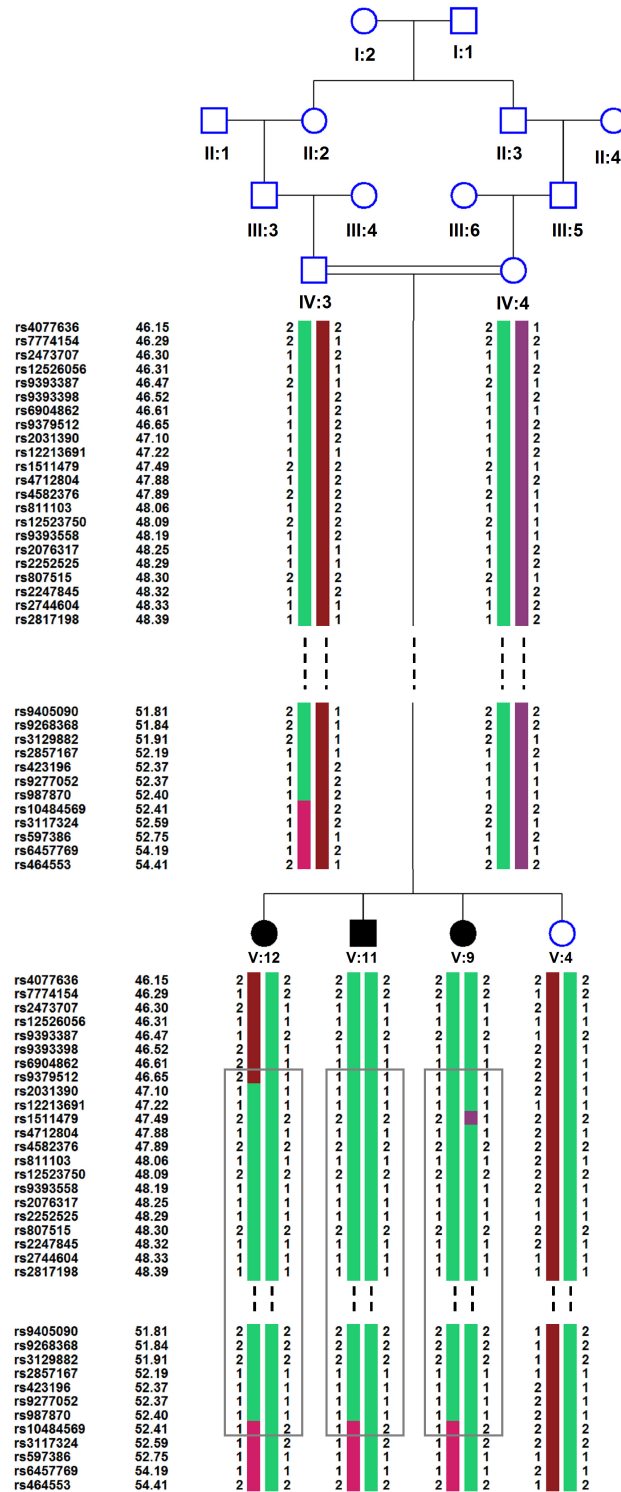 I:2 I:1
II:1 II:2 II:3 II:4
III:3 III:4 III:6 III:5
IV:3 IV:4
rs4077636 46.15 2 2 2 1
rs7774154 46.29 2 1 2 1
rs2473707 46.30 1 2 1 1
rs12526056 46.31 1 1 1 1
rs9393387 46.47 2 1 2 1
rs9393398 46.52 1 2 1 2
rs6904862 46.61 1 2 1 2
rs9379512 46.65 1 2 1 2
rs2031390 47.10 1 2 1 2
rs12213691 47.22 1 1 1 2
rs1511479 47.49 2 2 2 1
rs4712804 47.88 1 2 1 2
rs4582376 47.89 2 2 2 1
rs811103 48.06 1 2 1 1
rs12523750 48.09 2 2 2 1
rs9393558 48.19 1 2 1 1
rs2076317 48.25 1 1 1 2
rs2252525 48.29 1 1 1 2
rs807515 48.30 2 1 2 1
rs2247845 48.32 1 2 1 2
rs2744604 48.33 1 1 1 2
rs2817198 48.39 1 1 1 2
rs9405090 51.81 2 1 2 1
rs9268368 51.84 2 2 2 2
rs3129882 51.91 2 1 2 2
rs2857167 52.19 1 1 1 1
rs423196 52.37 1 2 1 1
rs9277052 52.37 1 2 1 1
rs987870 52.40 1 1 1 1
rs10484569 52.41 1 2 2 2
rs3117324 52.59 1 2 2 2
rs597386 52.75 1 2 1 2
rs6457769 54.19 1 1 2 2
rs464553 54.41 2 1 2 2
V:12 V:11 V:9 V:4
rs4077636 46.15 2 2 2 2 2 2 2 2
rs7774154 46.29 1 2 2 2 2 2 1 2
rs2473707 46.30 2 1 1 1 1 1 2 1
rs12526056 46.31 1 1 1 1 1 1 1 1
rs9393387 46.47 1 2 2 2 2 2 1 2
rs9393398 46.52 2 1 1 1 1 1 2 1
rs6904862 46.61 2 1 1 1 1 1 2 1
rs9379512 46.65 2 1 1 1 1 1 2 1
rs2031390 47.10 1 1 1 1 1 1 2 1
rs12213691 47.22 1 1 1 1 1 1 1 1
rs1511479 47.49 2 2 2 2 2 1 2 2
rs4712804 47.88 1 1 1 1 1 1 2 1
rs4582376 47.89 2 2 2 2 2 2 2 2
rs811103 48.06 1 1 1 1 1 1 2 1
rs12523750 48.09 2 2 2 2 2 2 2 2
rs9393558 48.19 1 1 1 1 1 1 2 1
rs2076317 48.25 1 1 1 1 1 1 1 1
rs2252525 48.29 1 1 1 1 1 1 1 1
rs807515 48.30 2 2 2 2 2 2 1 2
rs2247845 48.32 1 1 1 1 1 1 2 1
rs2744604 48.33 1 1 1 1 1 1 1 1
rs2817198 48.39 1 1 1 1 1 1 1 1
rs9405090 51.81 2 2 2 2 2 2 1 2
rs9268368 51.84 2 2 2 2 2 2 2 2
rs3129882 51.91 2 2 2 2 2 2 1 2
rs2857167 52.19 1 1 1 1 1 1 1 1
rs423196 52.37 1 1 1 1 1 1 2 1
rs9277052 52.37 1 1 1 1 1 1 2 1
rs987870 52.40 1 1 1 1 1 1 1 1
rs10484569 52.41 1 2 1 2 1 2 2 2
rs3117324 52.59 1 2 1 2 1 2 2 2
rs597386 52.75 1 1 1 1 1 1 2 1
rs6457769 54.19 1 2 1 2 1 2 1 2
rs464553 54.41 2 2 2 2 2 2 1 2